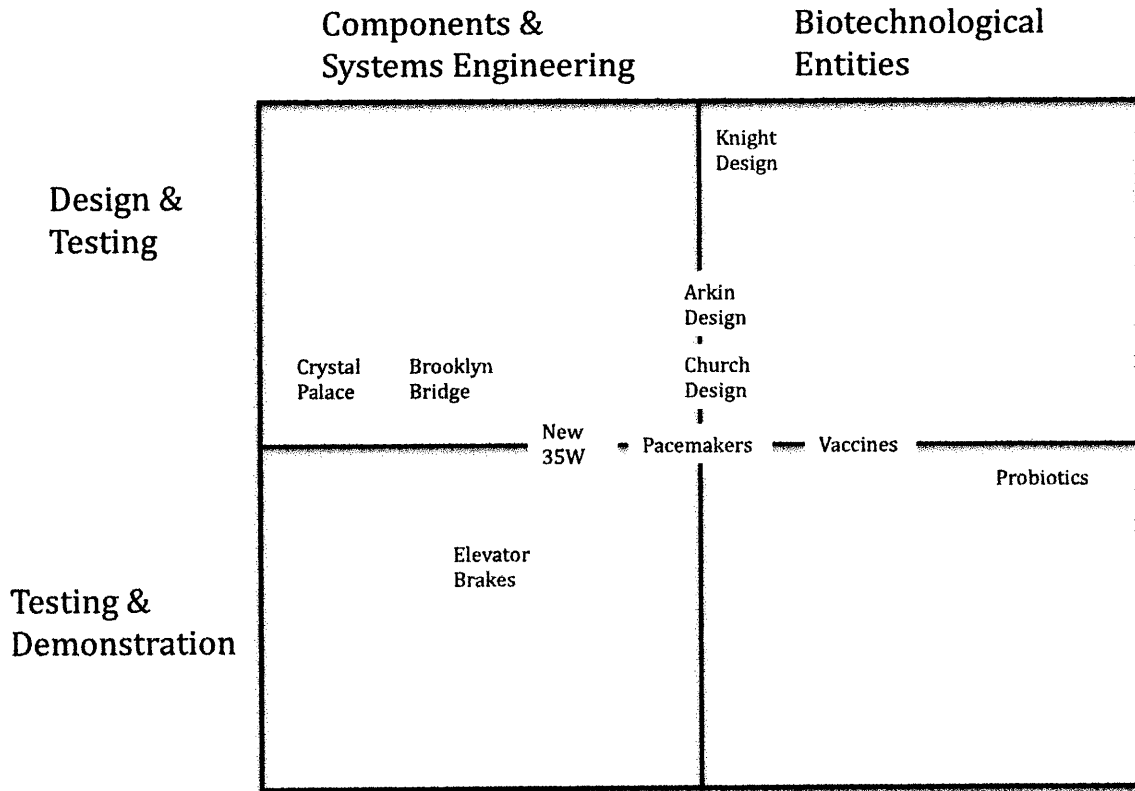 Components &
Systems Engineering
Biotechnological
Entities
Design &
Testing
Knight
Design
Arkin
Design
Crystal
Palace
Brooklyn
Bridge
Church
Design
New
35W
Pacemakers
Vaccines
Probiotics
Elevator
Brakes
Testing &
Demonstration